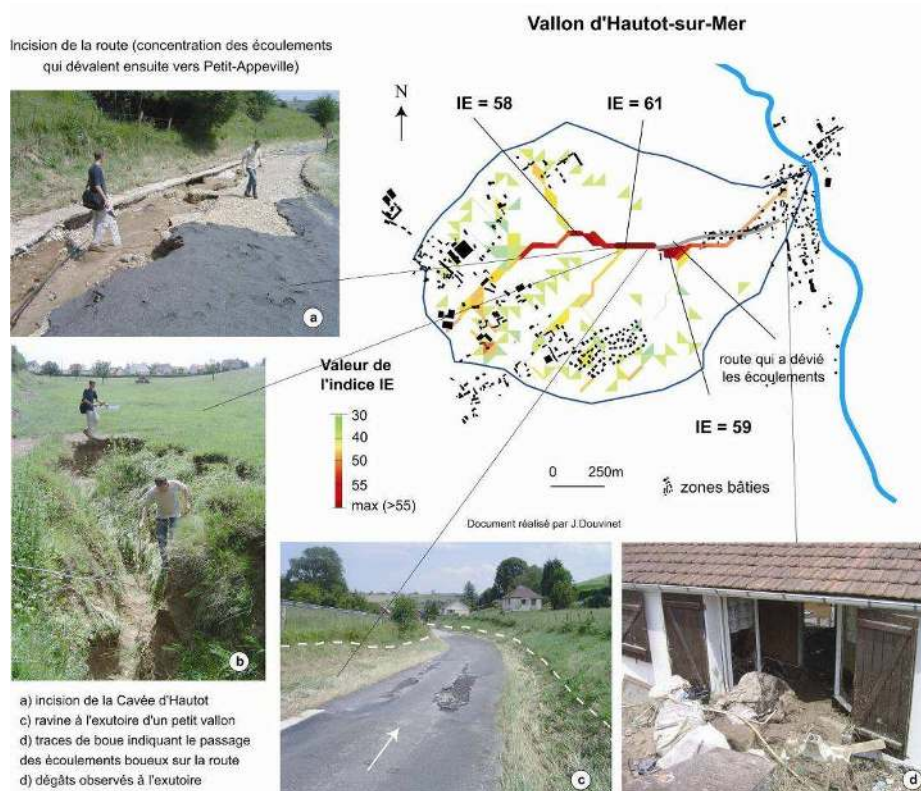 Vallon d'Hautot-sur-Mer
Incision de la route (concentration des écoulements
qui dévalent ensuite vers Petit-Appeville)
N
IE = 58
IE = 61
a
route qui a dévié
les écoulements
IE = 59
Valeur de
l'indice IE
30
40
50
55
max (>55)
0 250m
zones bâties
Document réalisé par J.Douvinet
b
c
d
a) incision de la Cavée d'Hautot
c) ravine à l'exutoire d'un petit vallon
d) traces de boue indiquant le passage
des écoulements boueux sur la route
d) dégâts observés à l'exutoire